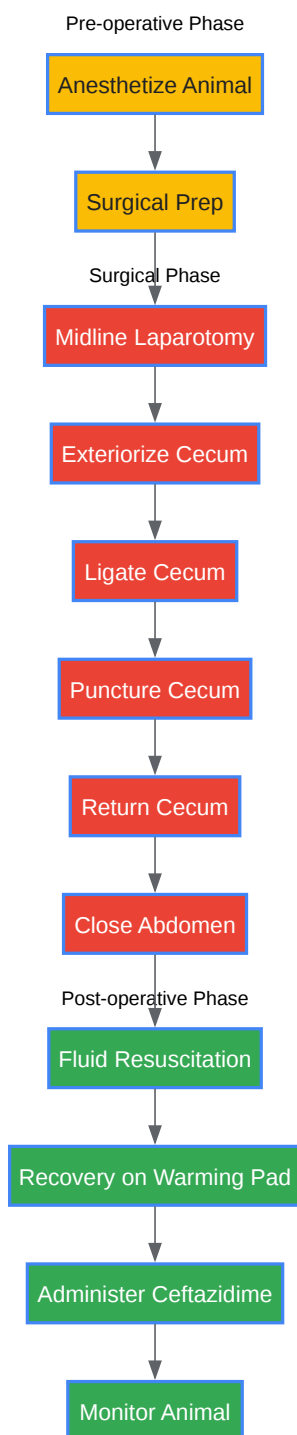 Pre-operative Phase
Anesthetize Animal
Surgical Prep
Surgical Phase
Midline Laparotomy
Exteriorize Cecum
Ligate Cecum
Puncture Cecum
Return Cecum
Close Abdomen
Post-operative Phase
Fluid Resuscitation
Recovery on Warming Pad
Administer Ceftazidime
Monitor Animal